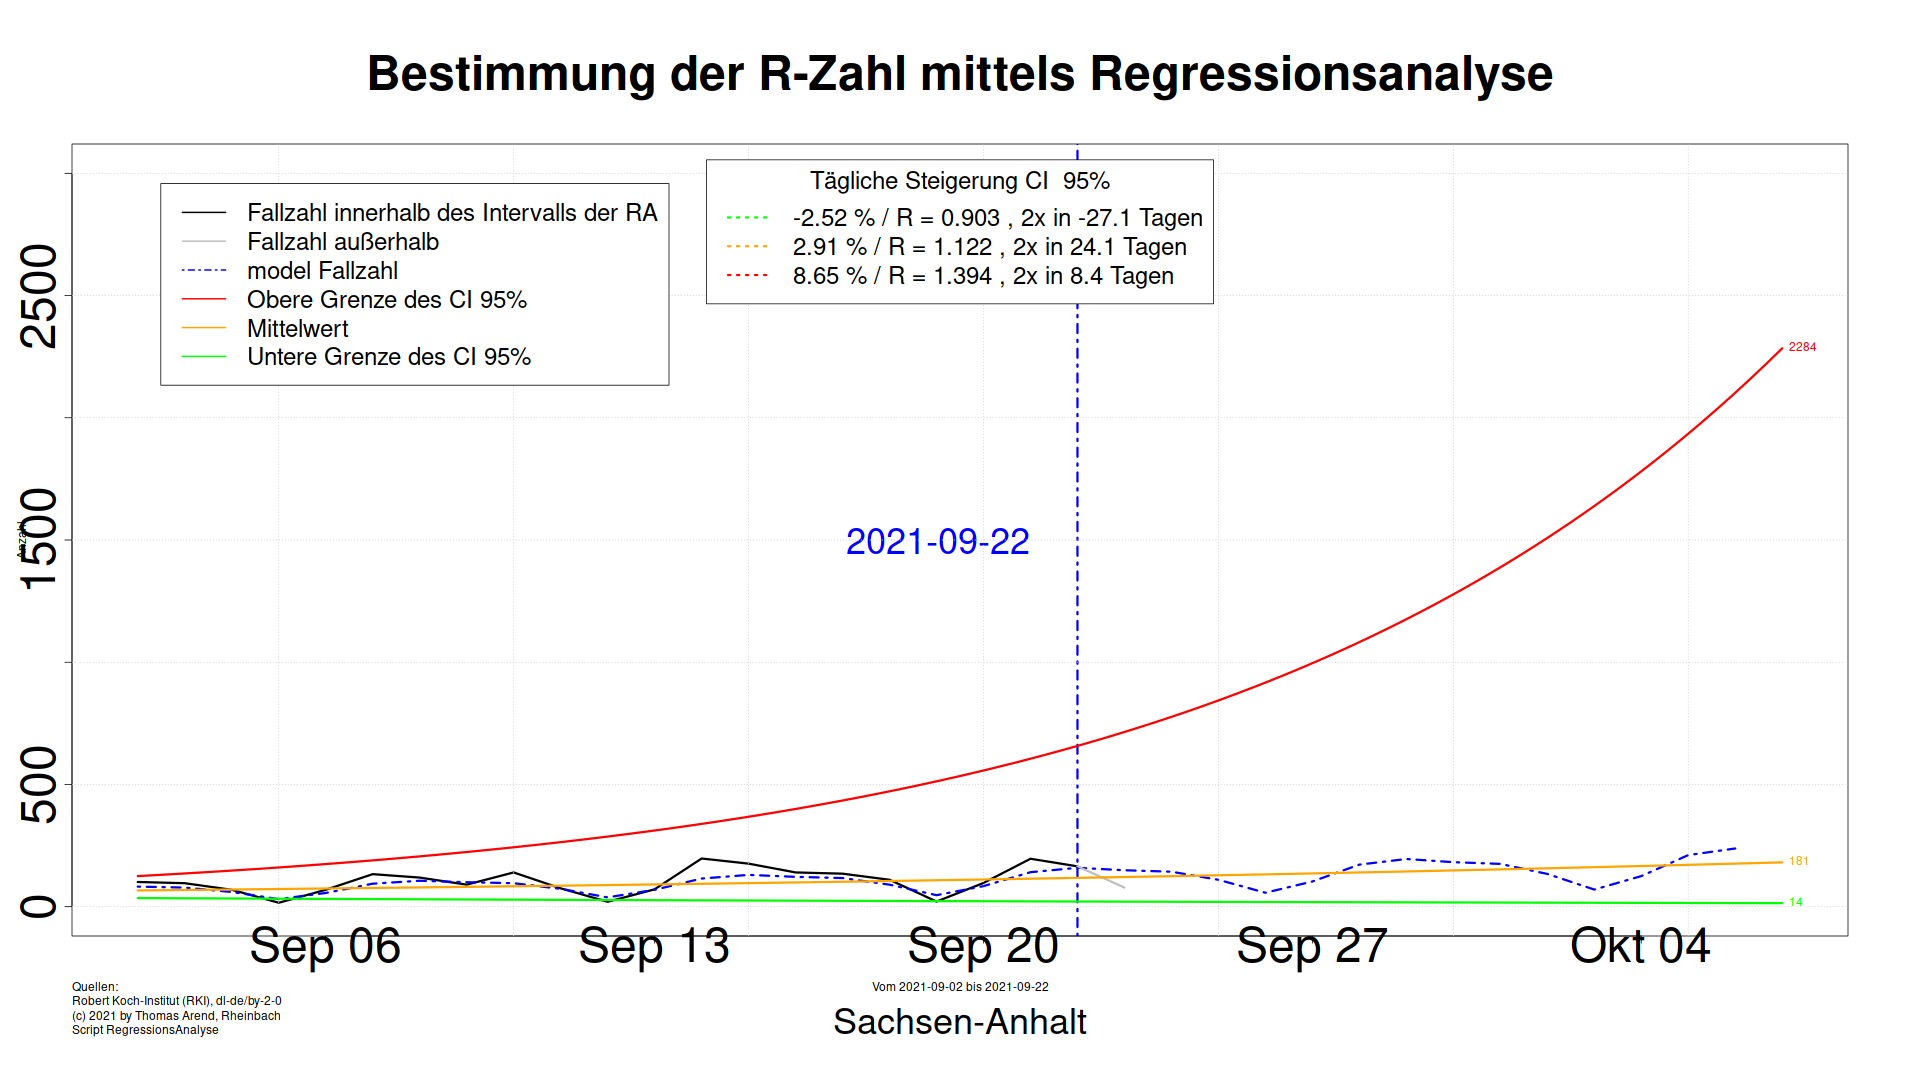 Bestimmung der R-Zahl mittels Regressionsanalyse
Fallzahl innerhalb des Intervalls der RA
Fallzahl außerhalb
model Fallzahl
Obere Grenze des CI 95%
Mittelwert
Untere Grenze des CI 95%
Tägliche Steigerung CI 95%
-2.52 % / R = 0.903 , 2x in -27.1 Tagen
2.91 % / R = 1.122 , 2x in 24.1 Tagen
8.65 % / R = 1.394 , 2x in 8.4 Tagen
2500
1500
500
0
Anzahl
2021-09-22
2284
181
14
Sep 06
Sep 13
Sep 20
Sep 27
Okt 04
Quellen:
Robert Koch-Institut (RKI), dl-de/by-2-0
(c) 2021 by Thomas Arend, Rheinbach
Script RegressionsAnalyse
Vom 2021-09-02 bis 2021-09-22
Sachsen-Anhalt